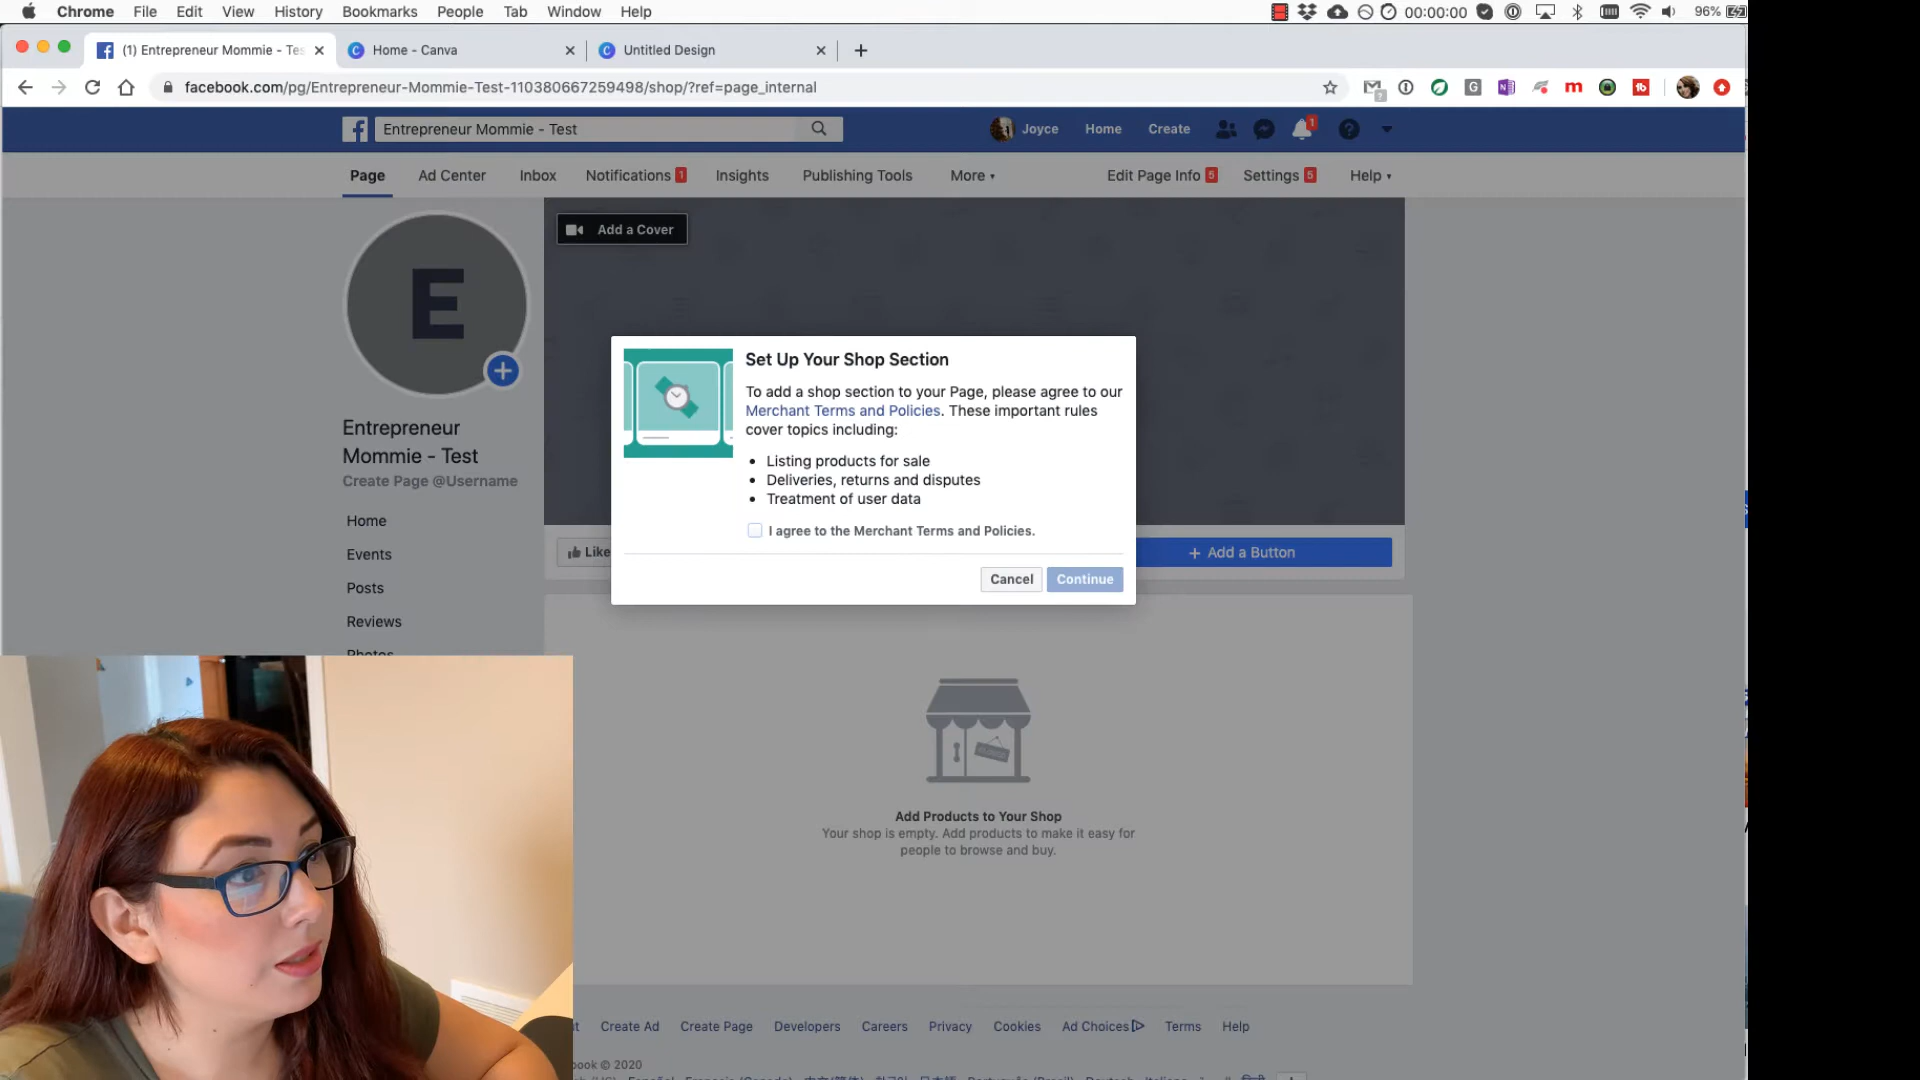 Chrome File Edit View History Bookmarks People Tab Window Help 00:00:00 96%
(1) Entrepreneur Mommie - Tes Home - Canva Untitled Design
facebook.com/pg/Entrepreneur-Mommie-Test-110380667259498/shop/?ref=page_internal
Entrepreneur Mommie - Test Joyce Home Create 1
Page Ad Center Inbox Notifications 1 Insights Publishing Tools More Edit Page Info 5 Settings 5 Help
Add a Cover
E
Set Up Your Shop Section
To add a shop section to your Page, please agree to our
Merchant Terms and Policies. These important rules
cover topics including:
Listing products for sale
Deliveries, returns and disputes
Treatment of user data
I agree to the Merchant Terms and Policies.
Cancel Continue
Entrepreneur
Mommie - Test
Create Page @Username
Home
Events
Posts
Reviews
Photos
Like
+ Add a Button
Add Products to Your Shop
Your shop is empty. Add products to make it easy for
people to browse and buy.
Create Ad Create Page Developers Careers Privacy Cookies Ad Choices Terms Help
book © 2020